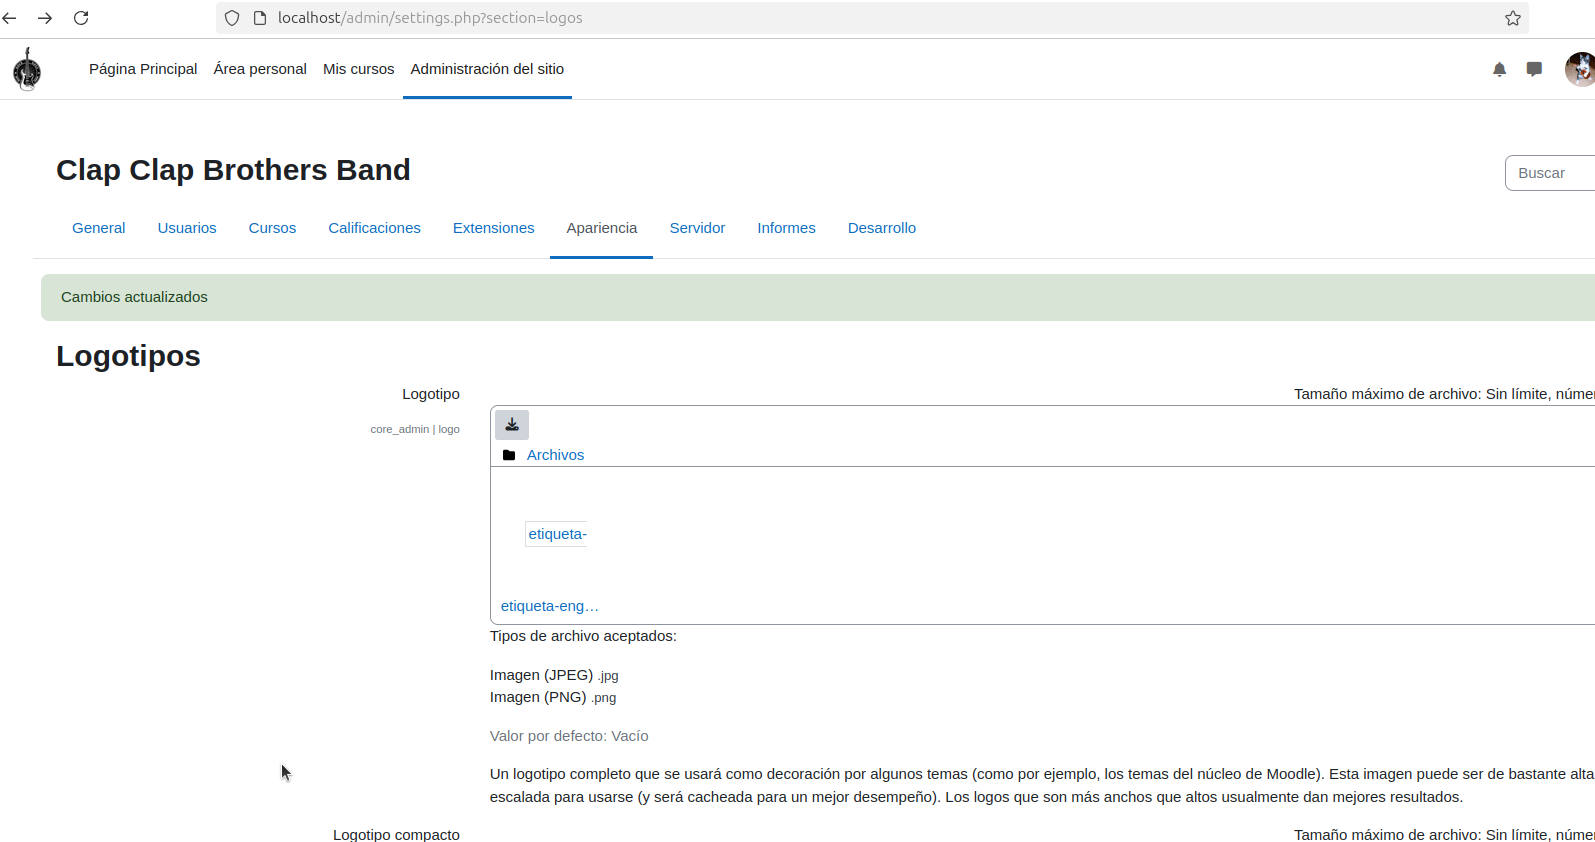 localhost/admin/settings.php?section=logos
Página Principal Área personal Mis cursos Administración del sitio
Clap Clap Brothers Band
Buscar
General Usuarios Cursos Calificaciones Extensiones Apariencia Servidor Informes Desarrollo
Cambios actualizados
Logotipos
Logotipo
Tamaño máximo de archivo: Sin límite, núme
core_admin | logo
Archivos
etiqueta-
etiqueta-eng…
Tipos de archivo aceptados:
Imagen (JPEG) .jpg
Imagen (PNG) .png
Valor por defecto: Vacío
Un logotipo completo que se usará como decoración por algunos temas (como por ejemplo, los temas del núcleo de Moodle). Esta imagen puede ser de bastante alta
escalada para usarse (y será cacheada para un mejor desempeño). Los logos que son más anchos que altos usualmente dan mejores resultados.
Logotipo compacto
Tamaño máximo de archivo: Sin límite, núme